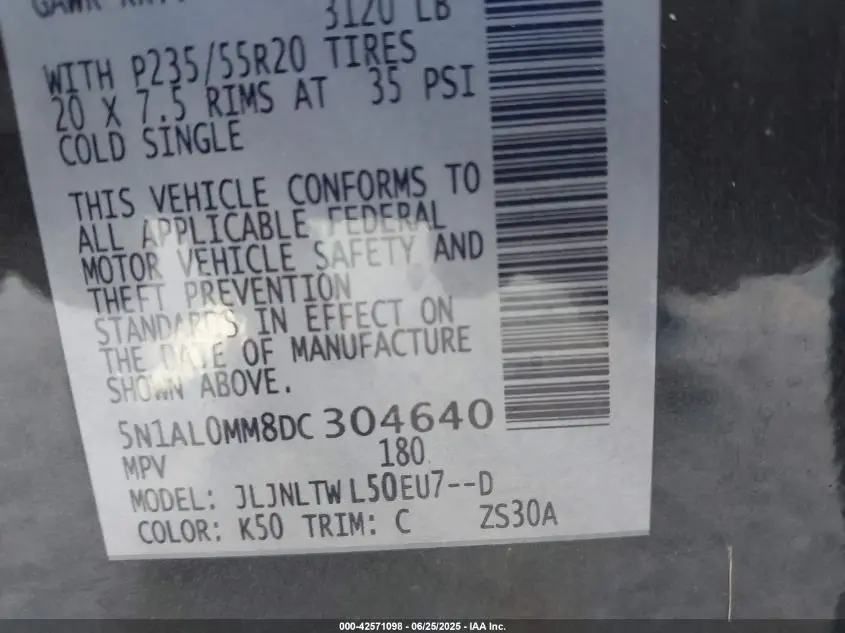 3120 LB
WITH P235/55R20 TIRES
20 X 7.5 RIMS AT 35 PSI
COLD SINGLE
THIS VEHICLE CONFORMS TO
ALL APPLICABLE FEDERAL
MOTOR VEHICLE SAFETY AND
THEFT PREVENTION
STANDARDS IN EFFECT ON
THE DATE OF MANUFACTURE
SHOWN ABOVE.
5N1AL0MM8DC 304640
MPV 180
MODEL: JLJNLTW L50EU7--D
COLOR: K50 TRIM: C ZS30A
000-42571098 - 06/25/2025 - IAA Inc.